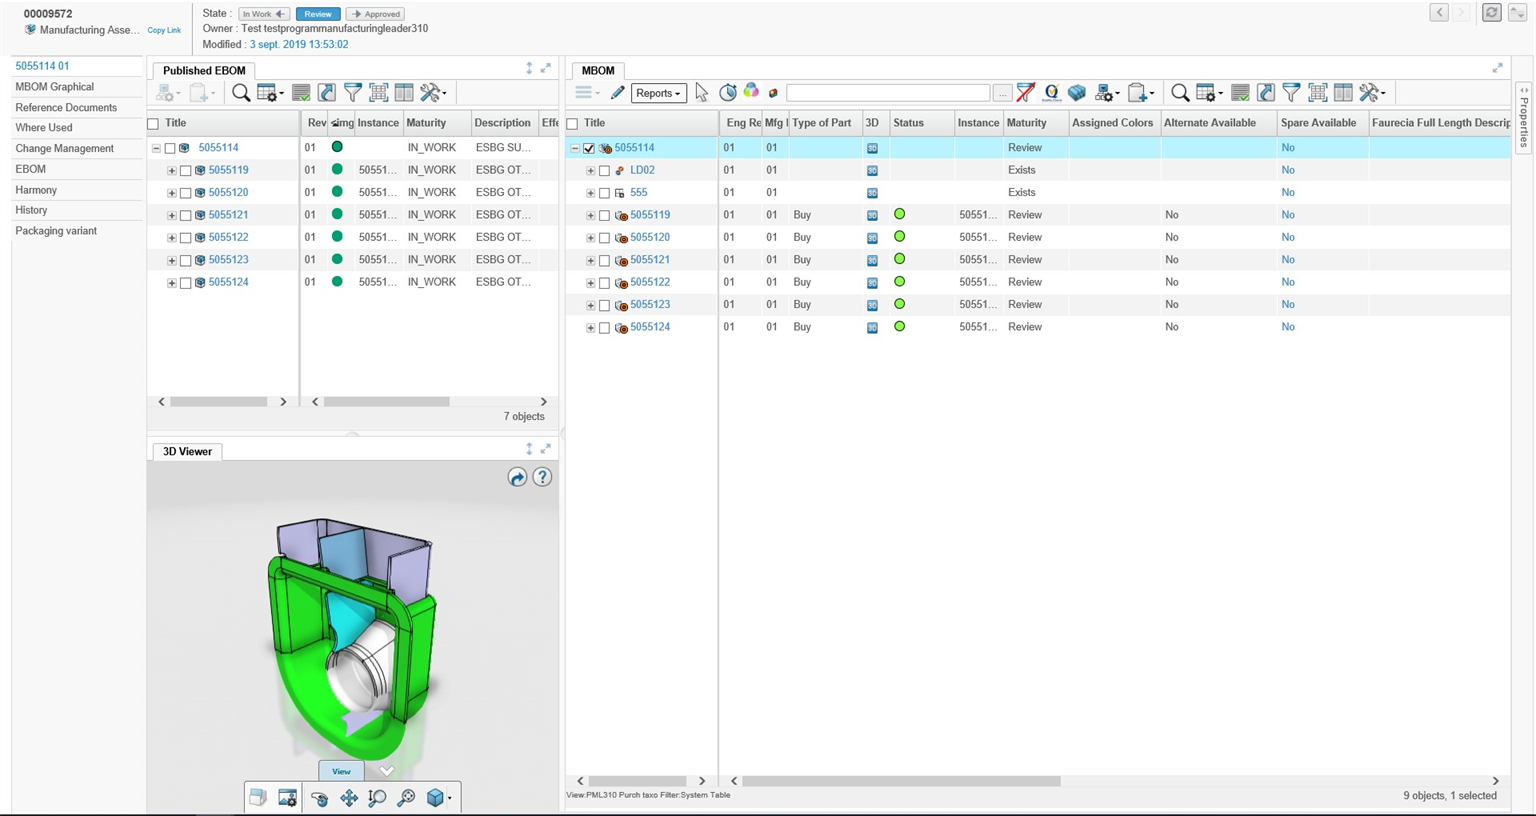 00009572
Manufacturing Asse... Copy Link
State : In Work Review Approved
Owner : Test testprogrammanufacturingleader310
Modified : 3 sept. 2019 13:53:02
5055114 01
MBOM Graphical
Reference Documents
Where Used
Change Management
EBOM
Harmony
History
Packaging variant
Published EBOM
Title Rev Instance Maturity Description Effe
5055114 01 IN_WORK ESBG SU...
5055119 01 50551... IN_WORK ESBG OT...
5055120 01 50551... IN_WORK ESBG OT...
5055121 01 50551... IN_WORK ESBG OT...
5055122 01 50551... IN_WORK ESBG OT...
5055123 01 50551... IN_WORK ESBG OT...
5055124 01 50551... IN_WORK ESBG OT...
7 objects
3D Viewer
View
MBOM
Reports ...
Title Eng Re Mfg Type of Part 3D Status Instance Maturity Assigned Colors Alternate Available Spare Available Faurecia Full Length Descrip
5055114 01 01 3D Review No
LD02 01 01 3D Exists No
555 01 01 3D Exists No
5055119 01 01 Buy 3D 50551... Review No No
5055120 01 01 Buy 3D 50551... Review No No
5055121 01 01 Buy 3D 50551... Review No No
5055122 01 01 Buy 3D 50551... Review No No
5055123 01 01 Buy 3D 50551... Review No No
5055124 01 01 Buy 3D 50551... Review No No
View:PML310 Purch taxo Filter:System Table
9 objects, 1 selected
Properties